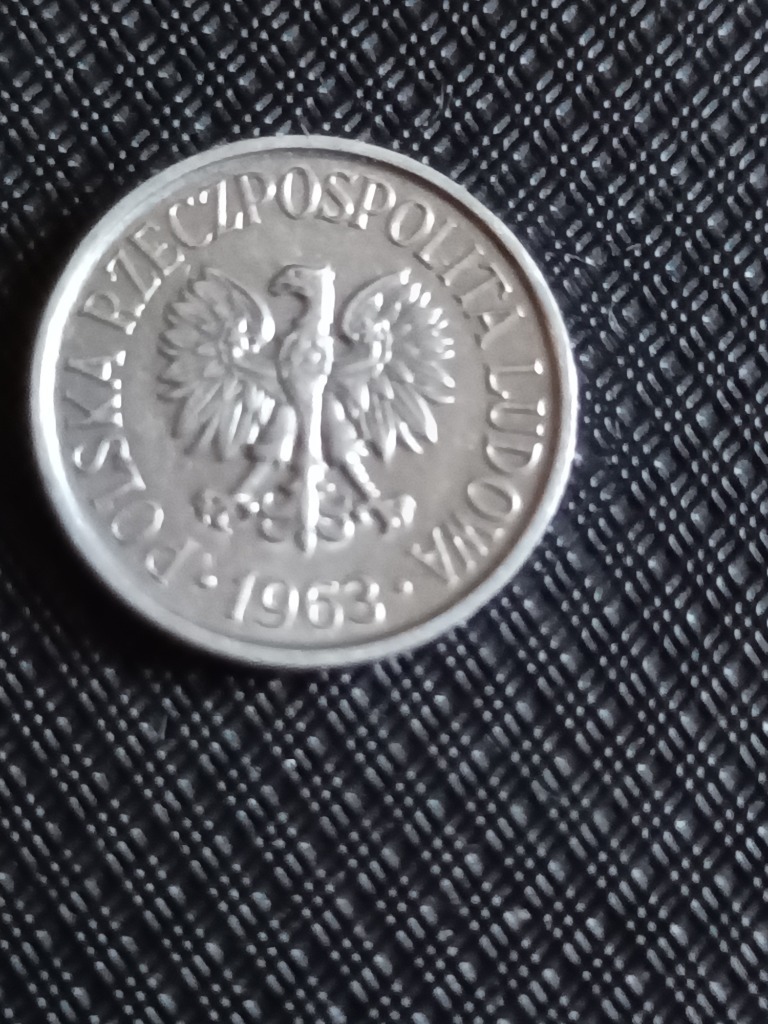 POLSKA RZECZPOSPOLITA LUDOWA
· 1963 ·